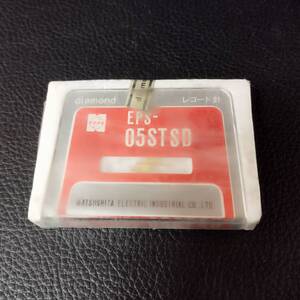 diamond レコード針
EPS-
05STSD
MATSUSHITA ELECTRIC INDUSTRIAL CO.,LTD.